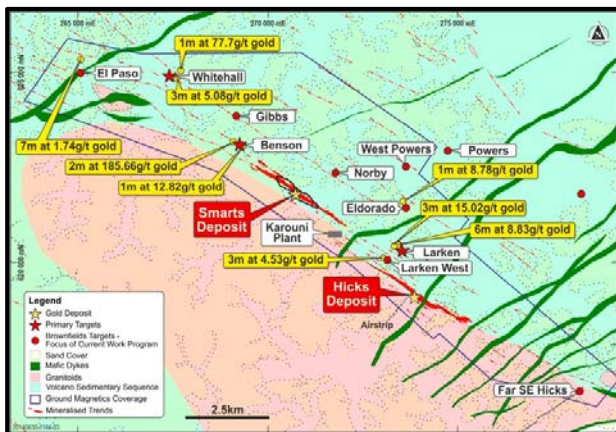 265 000 mE
270 000 mE
275 000 mE
N
1m at 77.7g/t gold
El Paso
Whitehall
3m at 5.08g/t gold
Gibbs
7m at 1.74g/t gold
Benson
West Powers
Powers
2m at 185.66g/t gold
Norby
1m at 8.78g/t gold
1m at 12.82g/t gold
Eldorado
3m at 15.02g/t gold
Smarts
Deposit
Karouni
Plant
6m at 8.83g/t gold
Larken
3m at 4.53g/t gold
Larken West
Hicks
Deposit
Airstrip
Legend
Gold Deposit
Primary Targets
Brownfields Targets -
Focus of Current Work Program
Sand Cover
Mafic Dykes
Granitoids
Volcano Sedimentary Sequence
Ground Magnetics Coverage
Mineralised Trends
2.5km
Far SE Hicks